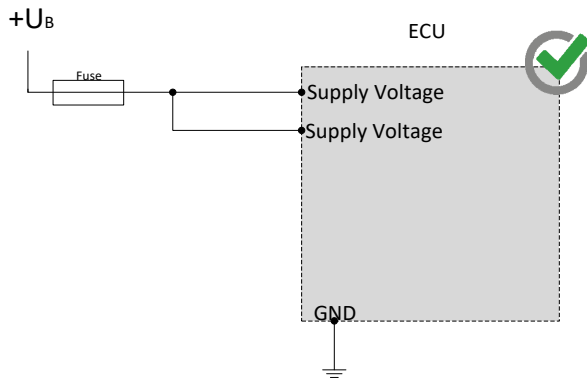 +UB
ECU
Fuse
Supply Voltage
Supply Voltage
GND